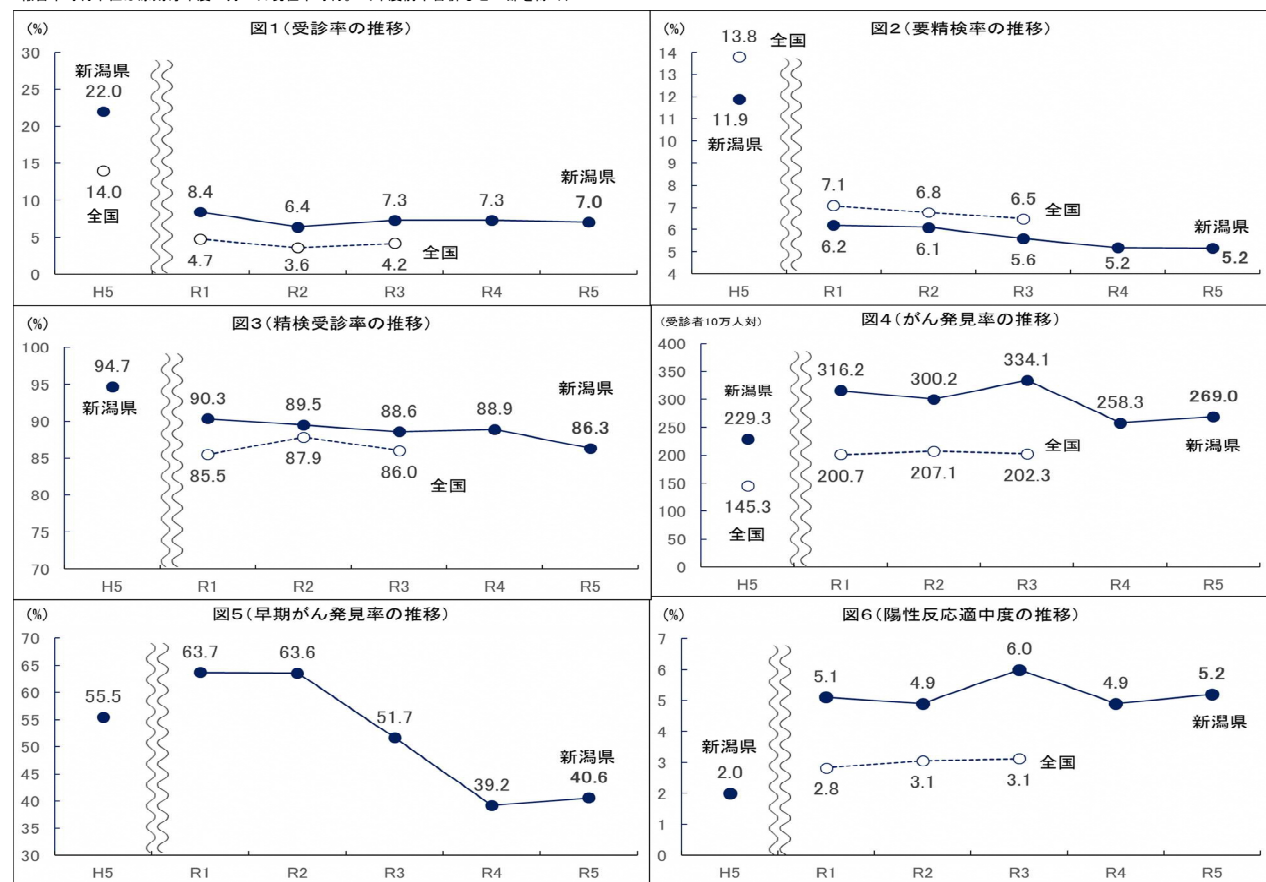 (%)
図1(受診率の推移)
30
25
20
15
10
5
0
新潟県
22.0
14.0
全国
8.4
6.4
7.3
7.3
新潟県
7.0
4.7
3.6
4.2
全国
H5
R1
R2
R3
R4
R5
(%)
図2(要精検率の推移)
14
13
12
11
10
9
8
7
6
5
4
13.8
全国
11.9
新潟県
7.1
6.8
6.5
全国
6.2
6.1
5.6
5.2
新潟県
5.2
H5
R1
R2
R3
R4
R5
(%)
図3(精検受診率の推移)
100
95
90
85
80
75
70
94.7
新潟県
90.3
89.5
88.6
88.9
新潟県
86.3
85.5
87.9
86.0
全国
H5
R1
R2
R3
R4
R5
(受診者10万人対)
図4(がん発見率の推移)
400
350
300
250
200
150
100
50
0
新潟県
229.3
145.3
全国
316.2
300.2
334.1
258.3
269.0
新潟県
200.7
207.1
202.3
全国
H5
R1
R2
R3
R4
R5
(%)
図5(早期がん発見率の推移)
70
65
60
55
50
45
40
35
30
55.5
63.7
63.6
51.7
39.2
新潟県
40.6
H5
R1
R2
R3
R4
R5
(%)
図6(陽性反応適中度の推移)
7
6
5
4
3
2
1
0
新潟県
2.0
5.1
4.9
6.0
4.9
5.2
新潟県
2.8
3.1
3.1
全国
H5
R1
R2
R3
R4
R5